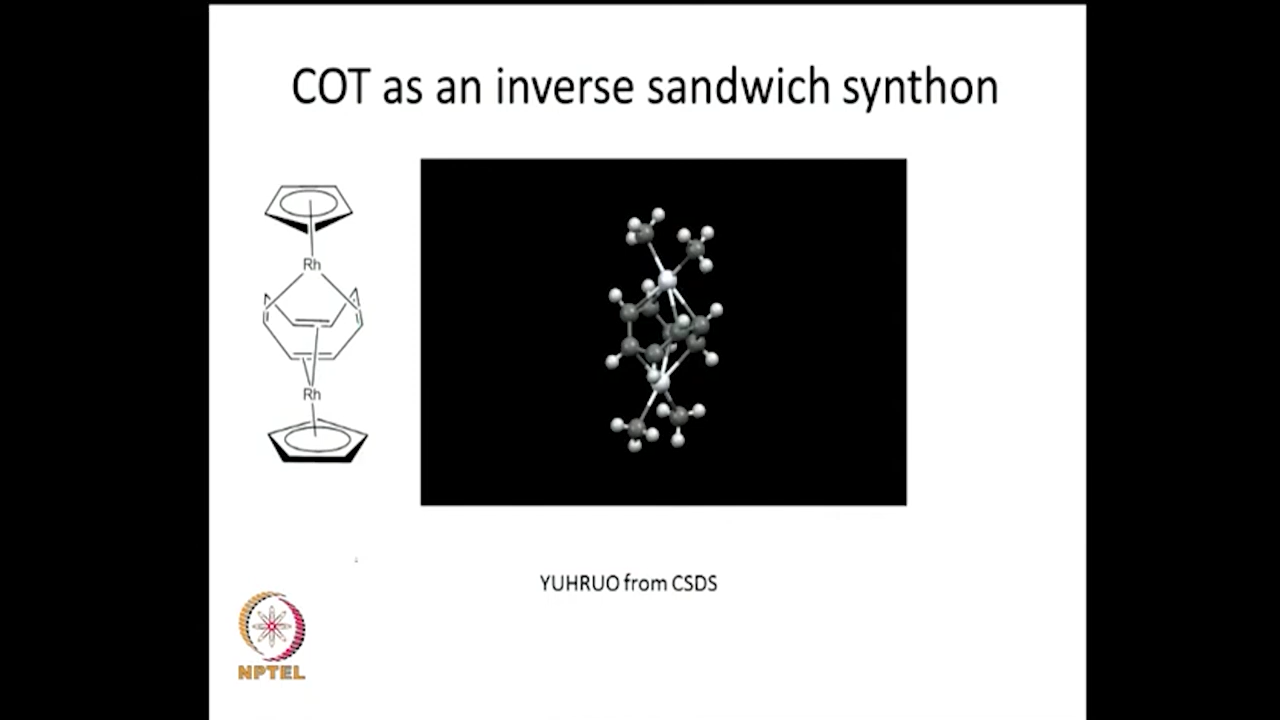 COT as an inverse sandwich synthon
Rh
Rh
YUHRUO from CSDS
NPTEL